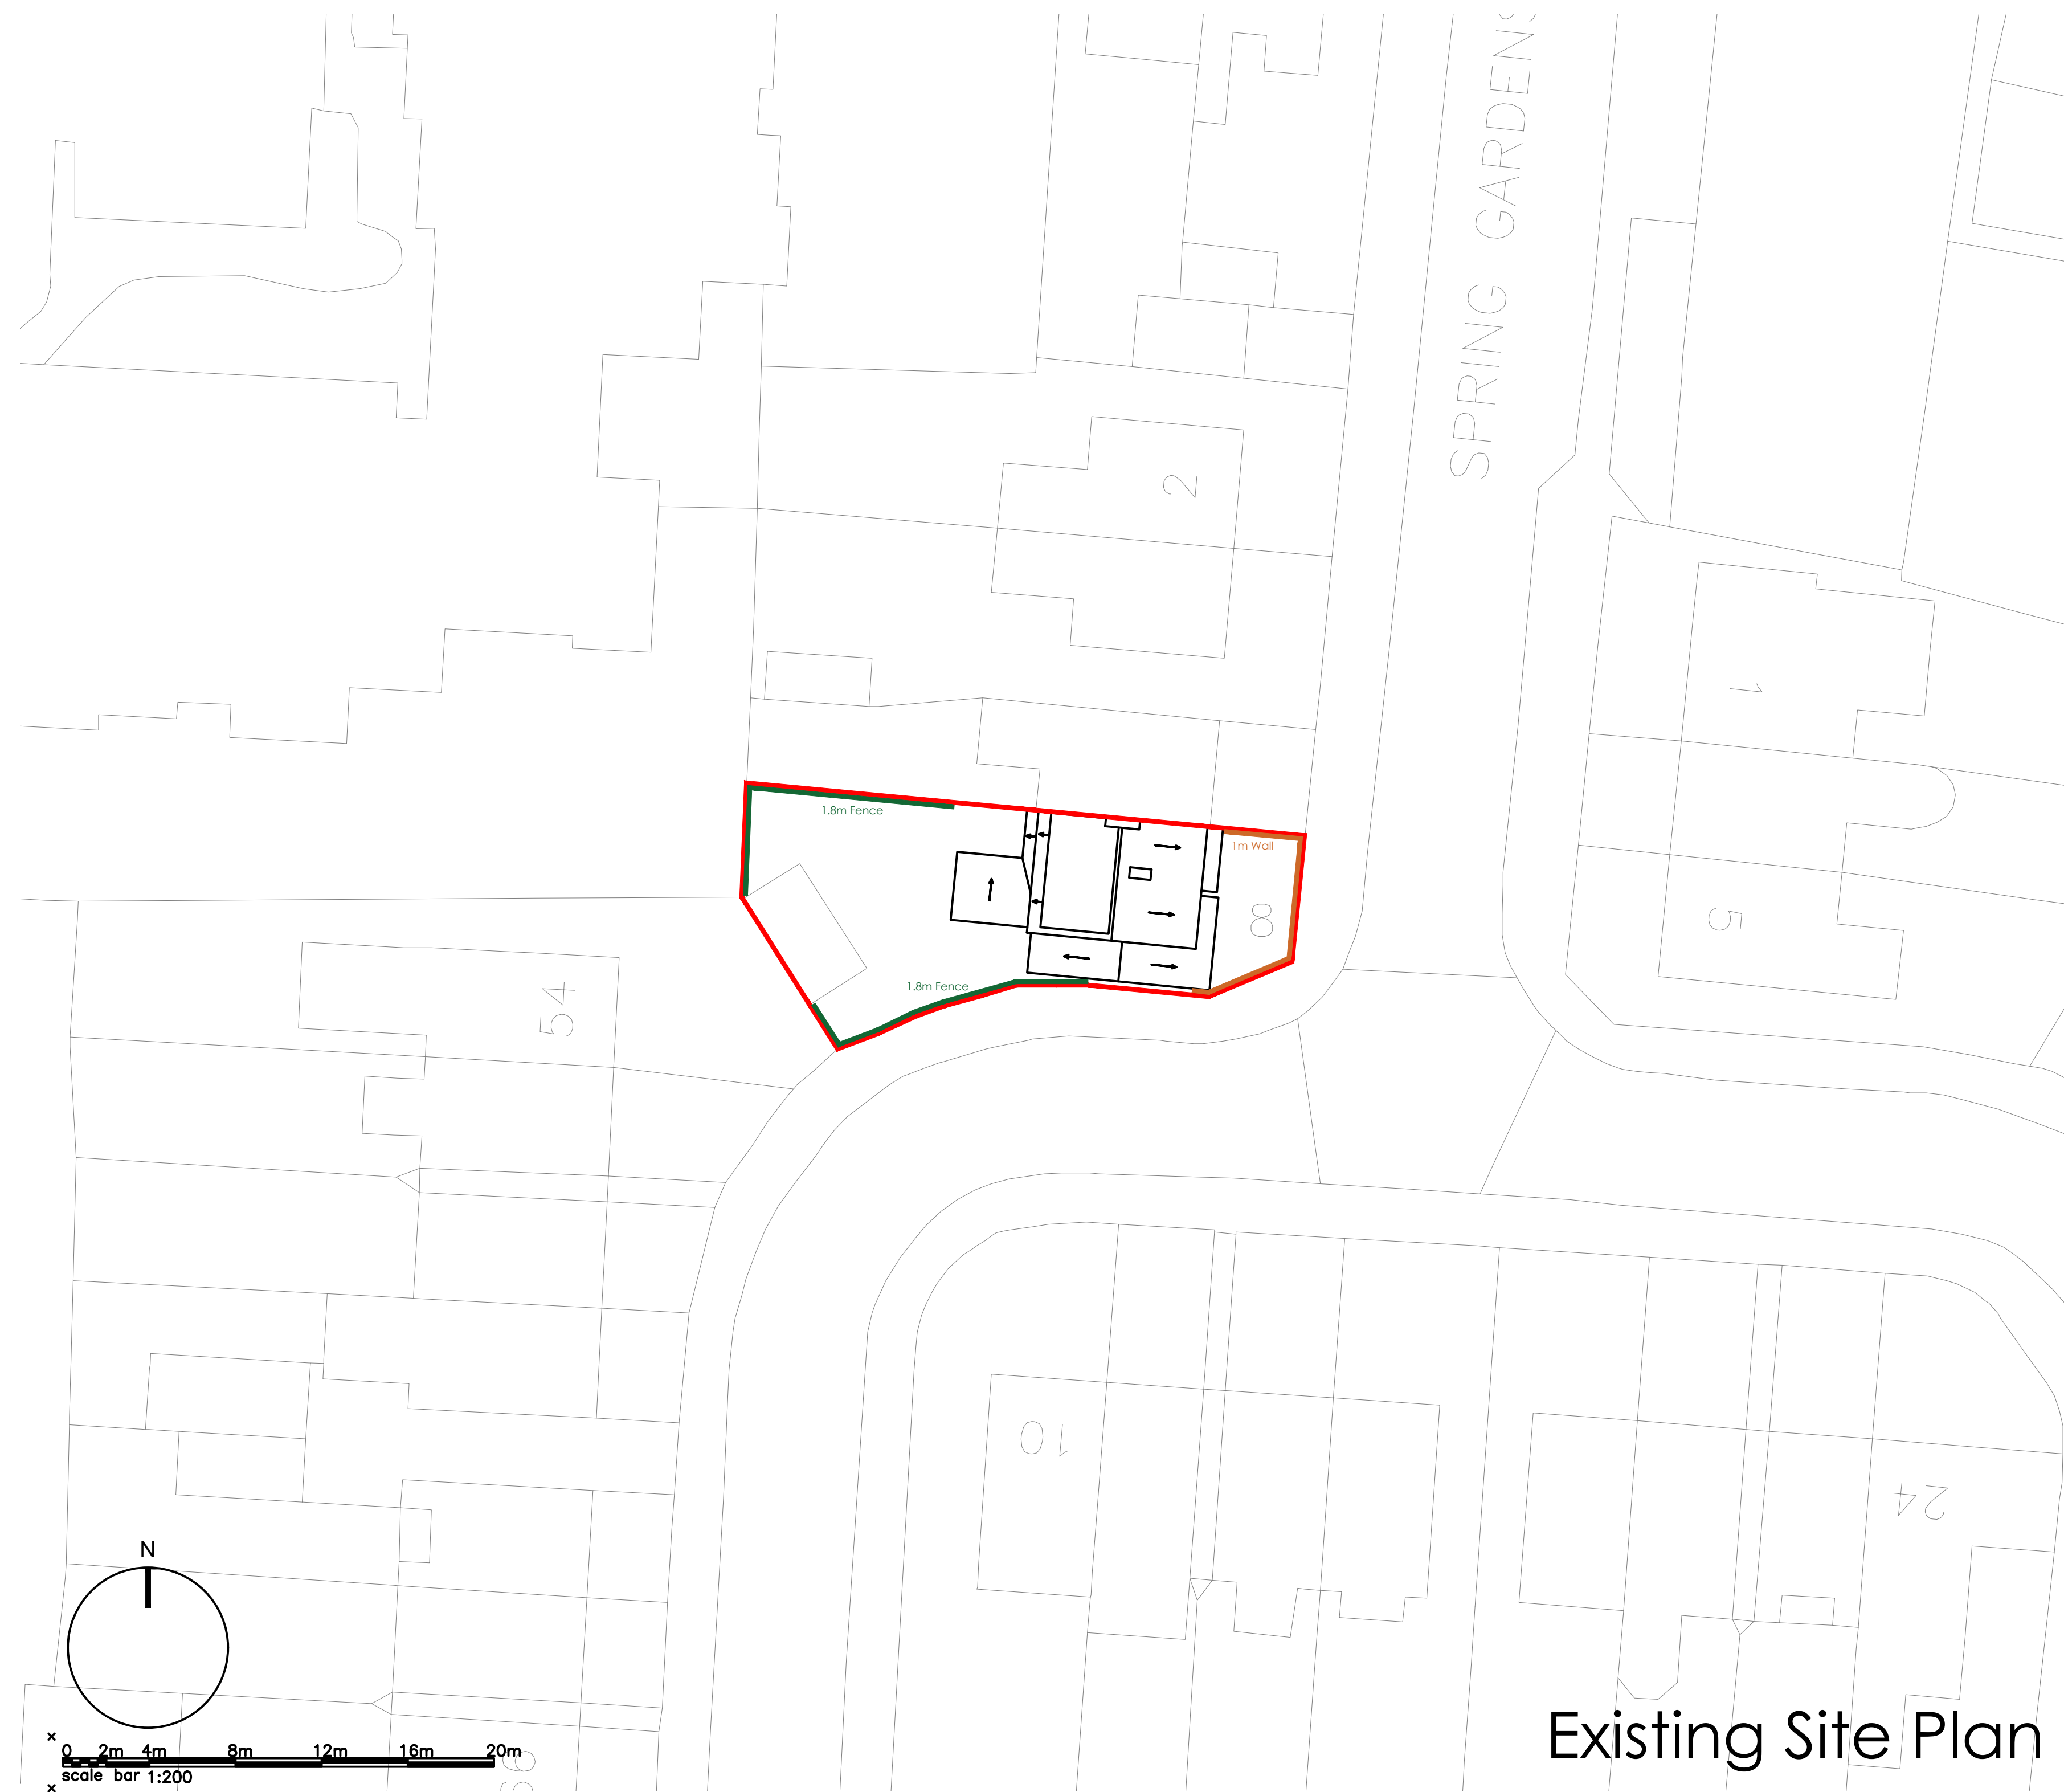 SPRING GARDENS
2
1
1.8m Fence
1m Wall
8
5
1.8m Fence
54
10
24
N
0 2m 4m 8m 12m 16m 20m
scale bar 1:200
Existing Site Plan